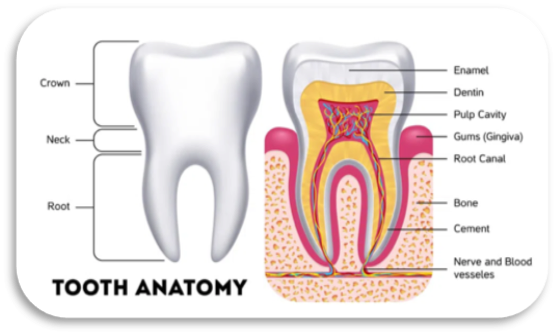 Crown
Neck
Root
TOOTH ANATOMY
Enamel
Dentin
Pulp Cavity
Gums (Gingiva)
Root Canal
Bone
Cement
Nerve and Blood
vesseles